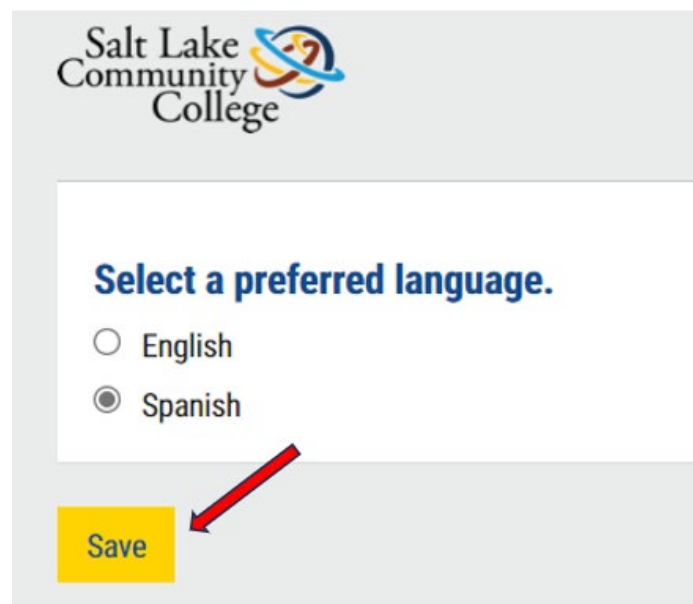 Salt Lake
Community
College
Select a preferred language.
English
Spanish
Save